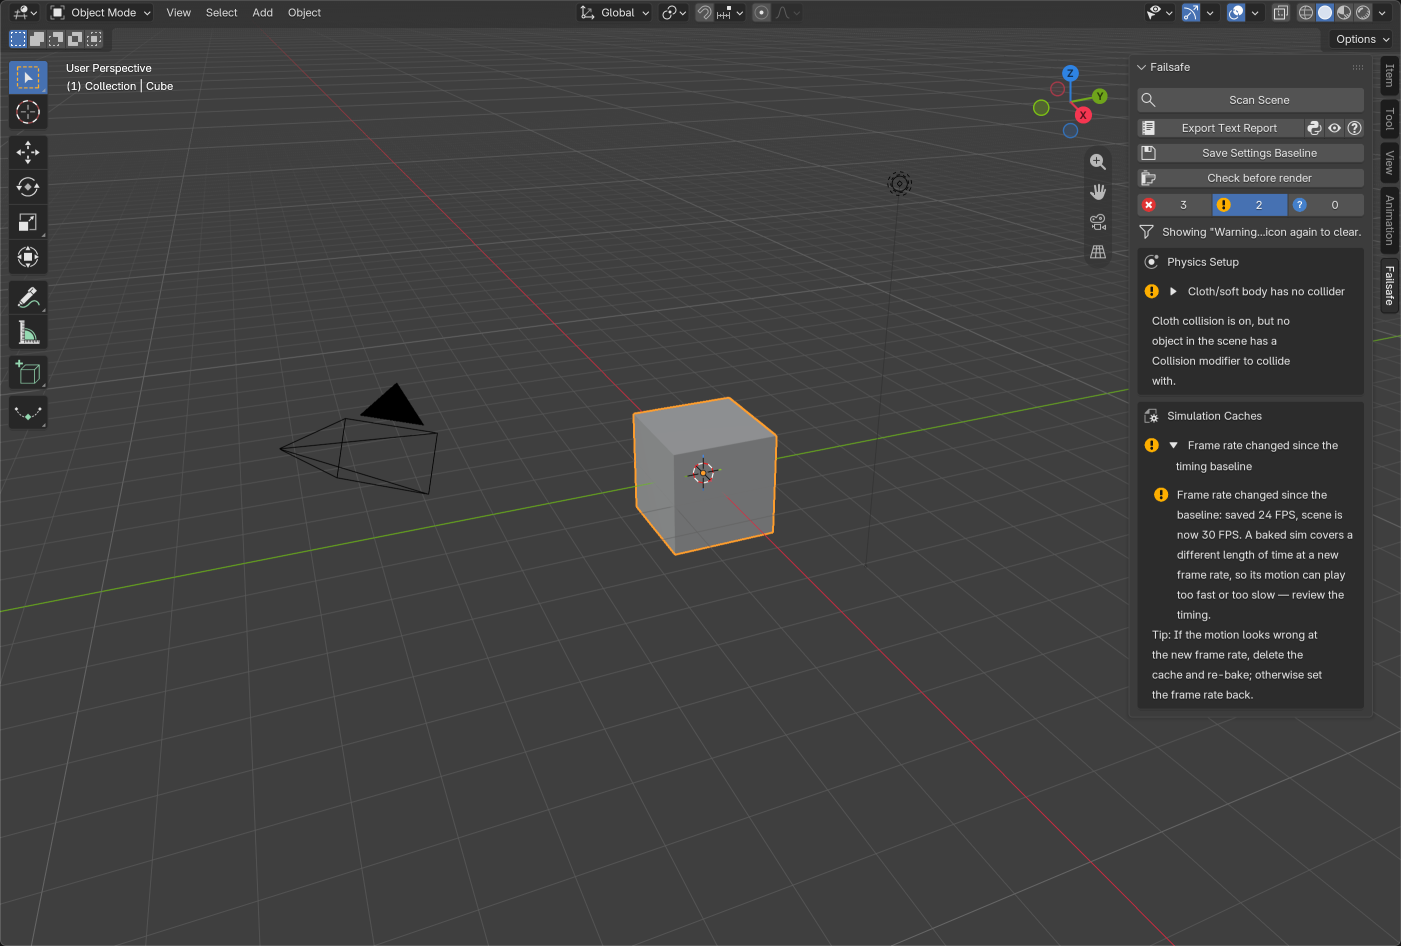 Object Mode
View
Select
Add
Object
Global
Options
User Perspective
(1) Collection | Cube
Z
Y
X
Failsafe
Scan Scene
Export Text Report
Save Settings Baseline
Check before render
3
2
0
Showing "Warning...icon again to clear.
Physics Setup
Cloth/soft body has no collider
Cloth collision is on, but no
object in the scene has a
Collision modifier to collide
with.
Simulation Caches
Frame rate changed since the
timing baseline
Frame rate changed since the
baseline: saved 24 FPS, scene is
now 30 FPS. A baked sim covers a
different length of time at a new
frame rate, so its motion can play
too fast or too slow — review the
timing.
Tip: If the motion looks wrong at
the new frame rate, delete the
cache and re-bake; otherwise set
the frame rate back.
Item
Tool
View
Animation
Failsafe